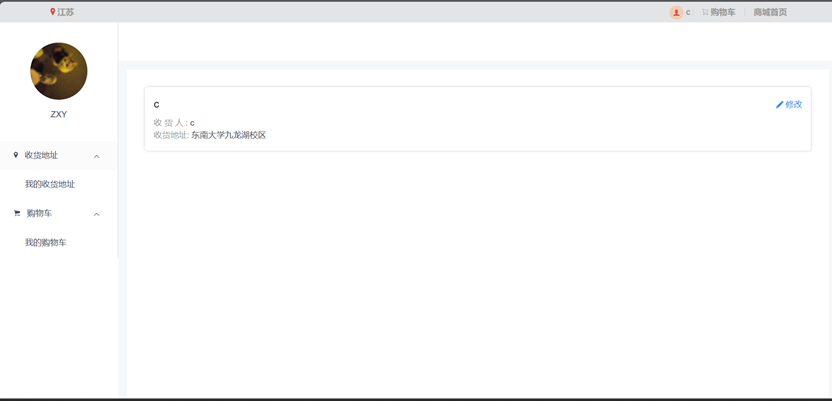 江苏
c
购物车
商城首页
ZXY
收货地址
我的收货地址
购物车
我的购物车
c
修改
收 货 人 : c
收货地址: 东南大学九龙湖校区